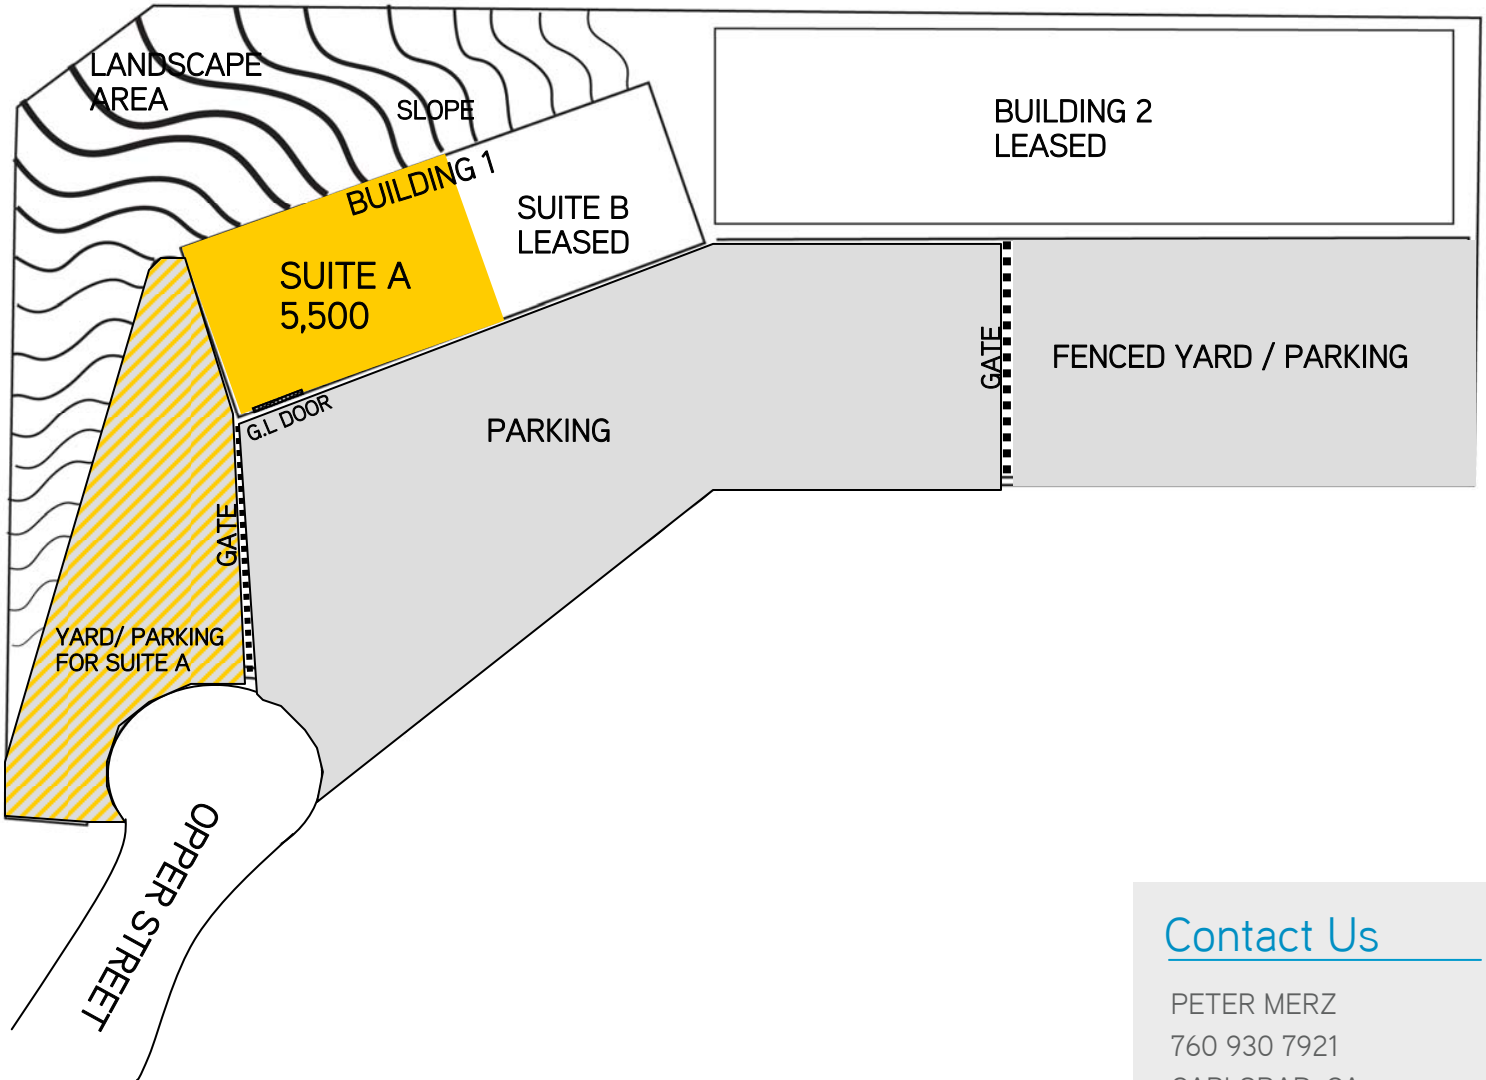 LANDSCAPE
AREA
SLOPE
BUILDING 1
SUITE A
5,500
SUITE B
LEASED
BUILDING 2
LEASED
G.L DOOR
PARKING
GATE
FENCED YARD / PARKING
GATE
YARD/ PARKING
FOR SUITE A
OPPER STREET
Contact Us
PETER MERZ
760 930 7921